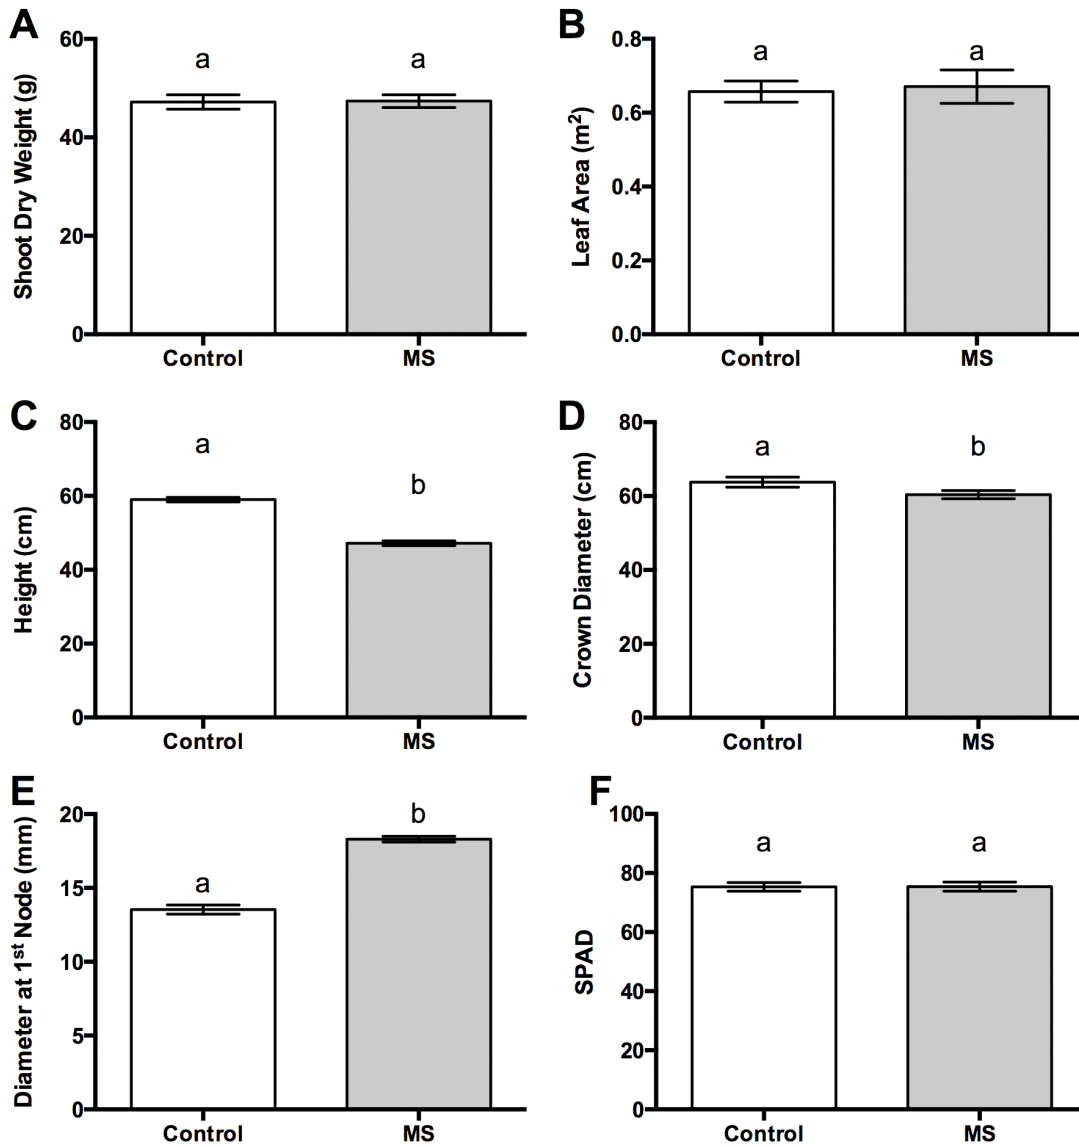 A
Shoot Dry Weight (g)
60
40
20
0
a
a
Control
MS
B
Leaf Area (m²)
0.8
0.6
0.4
0.2
0.0
a
a
Control
MS
C
Height (cm)
80
60
40
20
0
a
b
Control
MS
D
Crown Diameter (cm)
80
60
40
20
0
a
b
Control
MS
E
Diameter at 1st Node (mm)
20
15
10
5
0
a
b
Control
MS
F
SPAD
100
80
60
40
20
0
a
a
Control
MS